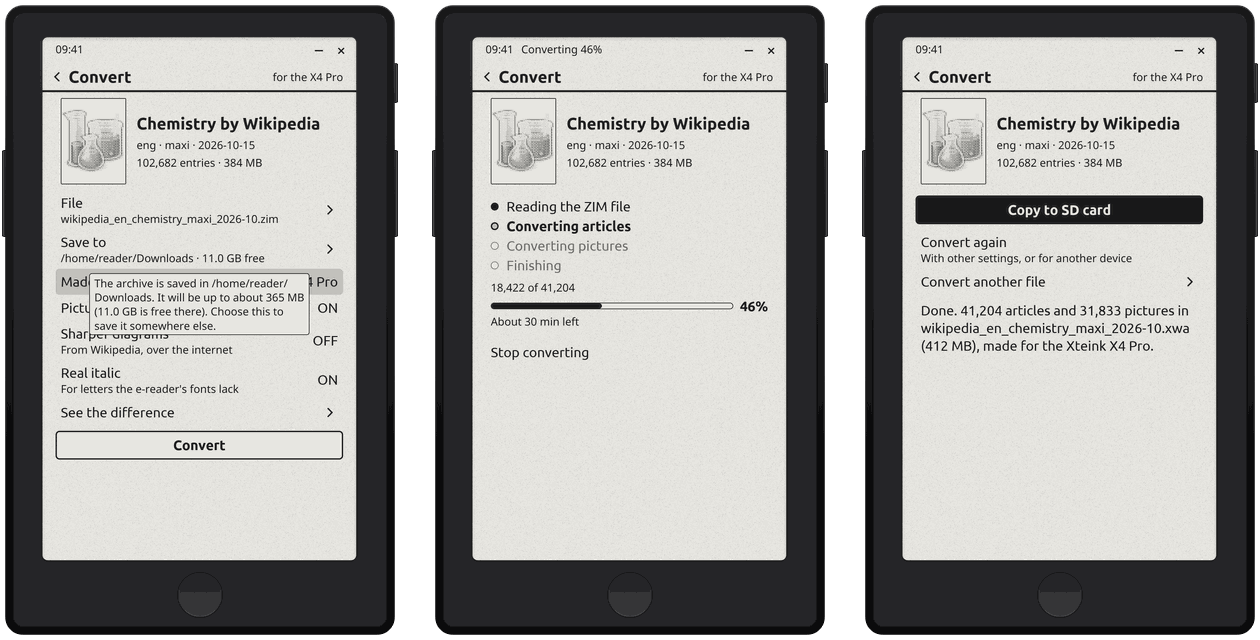 09:41
Convert
for the X4 Pro
Chemistry by Wikipedia
eng · maxi · 2026-10-15
102,682 entries · 384 MB
File
wikipedia_en_chemistry_maxi_2026-10.zim
Save to
/home/reader/Downloads · 11.0 GB free
The archive is saved in /home/reader/
Downloads. It will be up to about 365 MB
(11.0 GB is free there). Choose this to
save it somewhere else.
Pro
ON
OFF
From Wikipedia, over the internet
Real italic
ON
For letters the e-reader's fonts lack
See the difference
Convert
09:41 Converting 46%
Convert
for the X4 Pro
Chemistry by Wikipedia
eng · maxi · 2026-10-15
102,682 entries · 384 MB
Reading the ZIM file
Converting articles
Converting pictures
Finishing
18,422 of 41,204
46%
About 30 min left
Stop converting
09:41
Convert
for the X4 Pro
Chemistry by Wikipedia
eng · maxi · 2026-10-15
102,682 entries · 384 MB
Copy to SD card
Convert again
With other settings, or for another device
Convert another file
Done. 41,204 articles and 31,833 pictures in
wikipedia_en_chemistry_maxi_2026-10.xwa
(412 MB), made for the Xteink X4 Pro.